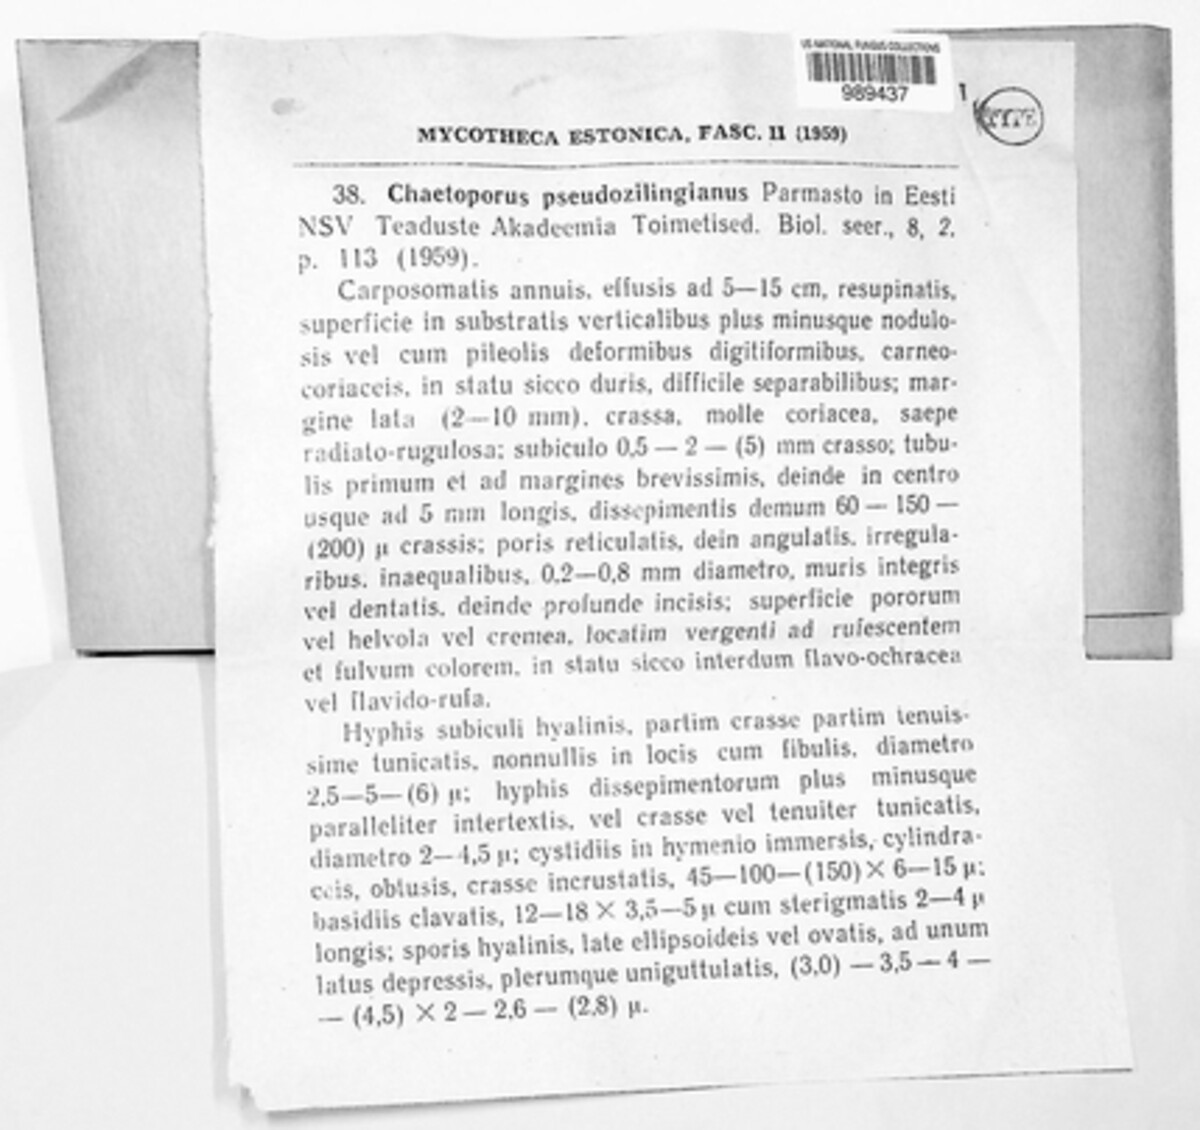 US NATIONAL FUNGUS COLLECTIONS
989437
TYPE
MYCOTHECA ESTONICA, FASC. II (1959)
38. Chaetoporus pseudozilingianus Parmasto in Eesti
NSV Teaduste Akadeemia Toimetised. Biol. seer., 8, 2,
p. 113 (1959).
Carposomatis annuis, effusis ad 5—15 cm, resupinatis,
superficie in substratis verticalibus plus minusque nodulo-
sis vel cum pileolis deformibus digitiformibus, carneo-
coriaceis, in statu sicco duris, difficile separabilibus; mar-
gine lata (2—10 mm), crassa, molle coriacea, saepe
radiato-rugulosa; subiculo 0,5 — 2 — (5) mm crasso; tubu-
lis primum et ad margines brevissimis, deinde in centro
usque ad 5 mm longis, dissepimentis demum 60 — 150 —
(200) μ crassis; poris reticulatis, dein angulatis, irregula-
ribus, inaequalibus, 0,2—0,8 mm diametro, muris integris
vel dentatis, deinde profunde incisis; superficie pororum
vel helvola vel cremea, locatim vergenti ad rufescentem
et fulvum colorem, in statu sicco interdum flavo-ochracea
vel flavido-rufa.
Hyphis subiculi hyalinis, partim crasse partim tenuis-
sime tunicatis, nonnullis in locis cum fibulis, diametro
2,5—5—(6) μ; hyphis dissepimentorum plus minusque
paralleliter intertextis, vel crasse vel tenuiter tunicatis,
diametro 2—4,5 μ; cystidiis in hymenio immersis, cylindra-
ceis, obtusis, crasse incrustatis, 45—100—(150) × 6—15 μ;
basidiis clavatis, 12—18 × 3,5—5 μ cum sterigmatis 2—4 μ
longis; sporis hyalinis, late ellipsoideis vel ovatis, ad unum
latus depressis, plerumque uniguttulatis, (3,0) — 3,5 — 4 —
— (4,5) × 2 — 2,6 — (2,8) μ.